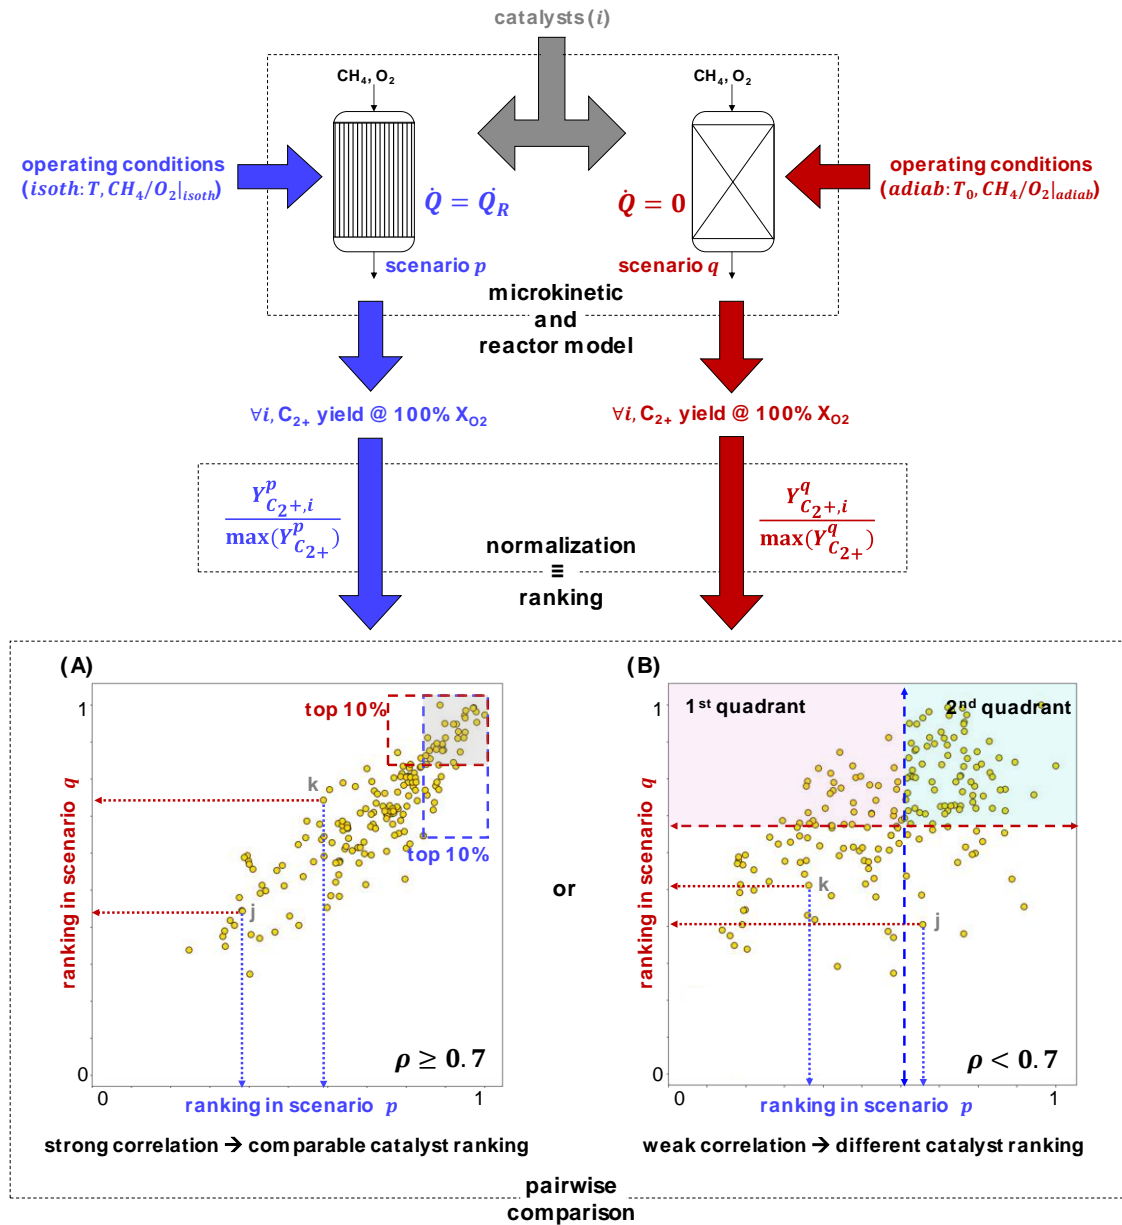 catalysts (i)
CH₄, O₂
CH₄, O₂
operating conditions
(isoth: T, CH₄/O₂|isoth)
operating conditions
(adiab: T₀, CH₄/O₂|adiab)
Q̇ = Q̇_R
Q̇ = 0
scenario p
scenario q
microkinetic
and
reactor model
∀i, C₂₊ yield @ 100% X_O2
∀i, C₂₊ yield @ 100% X_O2
Y^p_C₂+,i
max(Y^p_C₂+)
Y^q_C₂+,i
max(Y^q_C₂+)
normalization
≡
ranking
(A)
1
top 10%
k
top 10%
j
ranking in scenario q
ρ ≥ 0.7
0
0
ranking in scenario p
1
strong correlation → comparable catalyst ranking
or
(B)
1
1st quadrant
2nd quadrant
k
j
ranking in scenario q
ρ < 0.7
0
0
ranking in scenario p
1
weak correlation → different catalyst ranking
pairwise
comparison